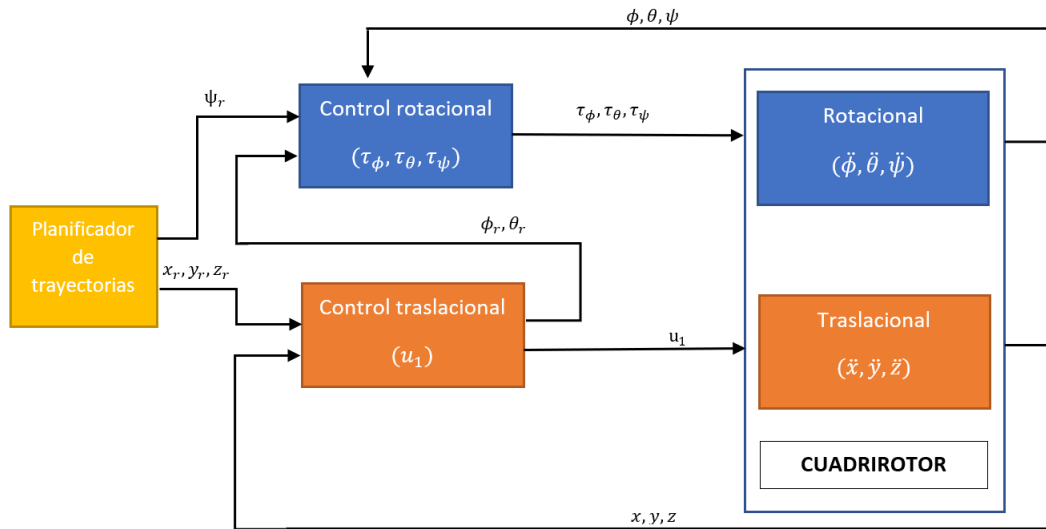 ϕ, θ, ψ
ψ_r
Control rotacional
(τ_ϕ, τ_θ, τ_ψ)
τ_ϕ, τ_θ, τ_ψ
Rotacional
(ϕ̈, θ̈, ψ̈)
Planificador
de
trayectorias
ϕ_r, θ_r
x_r, y_r, z_r
Control traslacional
(u_1)
u_1
Traslacional
(ẍ, ÿ, z̈)
CUADRIROTOR
x, y, z